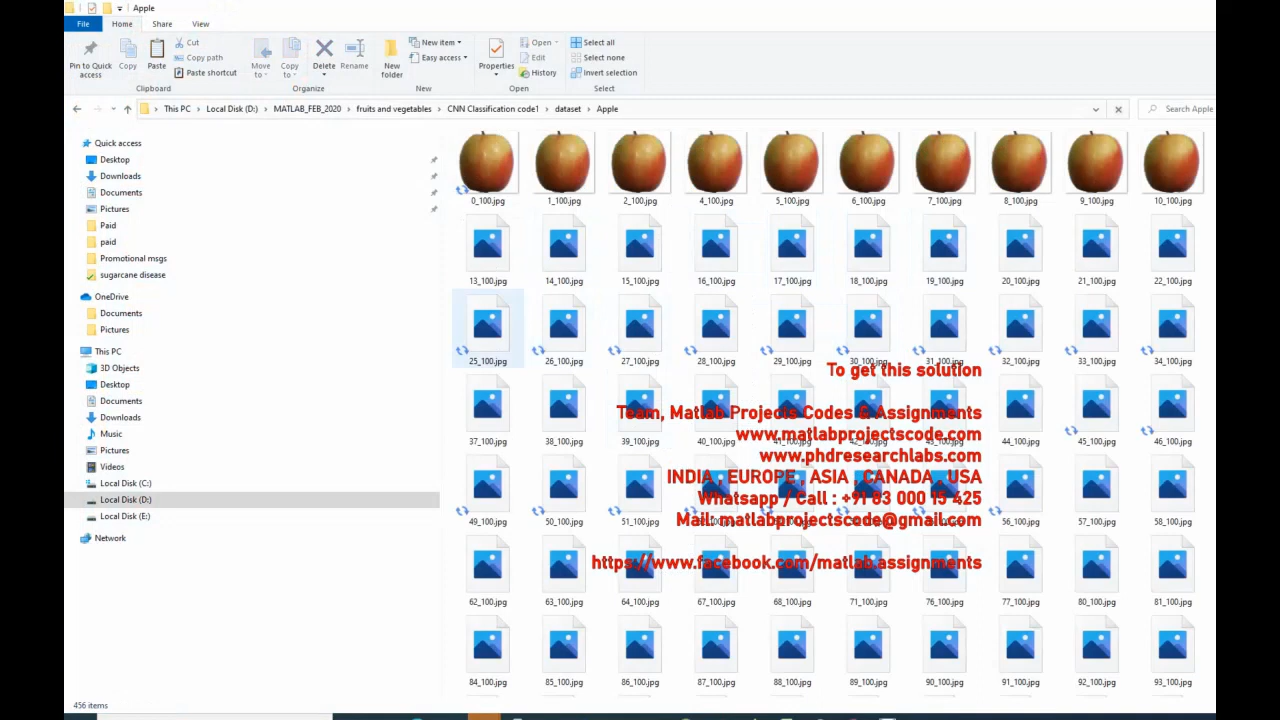 Apple
File Home Share View
Pin to Quick access
Copy
Paste
Cut
Copy path
Paste shortcut
Clipboard
Move to
Copy to
Delete
Rename
Organize
New folder
New item
Easy access
New
Properties
Open
Edit
History
Open
Select all
Select none
Invert selection
Select
This PC > Local Disk (D:) > MATLAB_FEB_2020 > fruits and vegetables > CNN Classification code1 > dataset > Apple
Search Apple
Quick access
Desktop
Downloads
Documents
Pictures
Paid
paid
Promotional msgs
sugarcane disease
OneDrive
Documents
Pictures
This PC
3D Objects
Desktop
Documents
Downloads
Music
Pictures
Videos
Local Disk (C:)
Local Disk (D:)
Local Disk (E:)
Network
0_100.jpg 1_100.jpg 2_100.jpg 4_100.jpg 5_100.jpg 6_100.jpg 7_100.jpg 8_100.jpg 9_100.jpg 10_100.jpg
13_100.jpg 14_100.jpg 15_100.jpg 16_100.jpg 17_100.jpg 18_100.jpg 19_100.jpg 20_100.jpg 21_100.jpg 22_100.jpg
25_100.jpg 26_100.jpg 27_100.jpg 28_100.jpg 29_100.jpg 30_100.jpg 31_100.jpg 32_100.jpg 33_100.jpg 34_100.jpg
37_100.jpg 38_100.jpg 39_100.jpg 40_100.jpg 41_100.jpg 44_100.jpg 45_100.jpg 46_100.jpg
49_100.jpg 50_100.jpg 51_100.jpg 56_100.jpg 57_100.jpg 58_100.jpg
62_100.jpg 63_100.jpg 64_100.jpg 67_100.jpg 68_100.jpg 71_100.jpg 76_100.jpg 77_100.jpg 80_100.jpg 81_100.jpg
84_100.jpg 85_100.jpg 86_100.jpg 87_100.jpg 88_100.jpg 89_100.jpg 90_100.jpg 91_100.jpg 92_100.jpg 93_100.jpg
To get this solution
Team, Matlab Projects Codes & Assignments
www.matlabprojectscode.com
www.phdresearchlabs.com
INDIA , EUROPE , ASIA , CANADA , USA
Whatsapp / Call : +91 83 000 15 425
Mail: matlabprojectscode@gmail.com
https://www.facebook.com/matlab.assignments
456 items